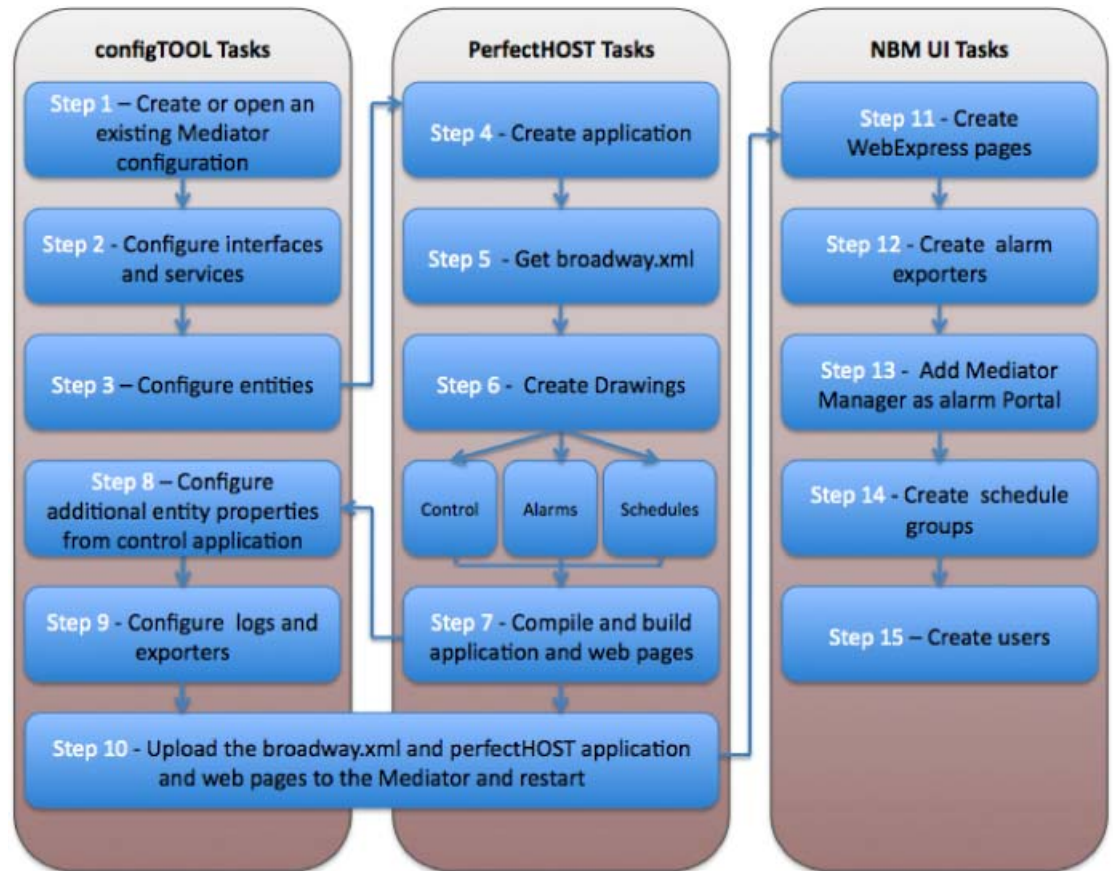 configTOOL Tasks
Step 1 – Create or open an
existing Mediator
configuration
Step 2 - Configure interfaces
and services
Step 3 – Configure entities
Step 8 – Configure
additional entity properties
from control application
Step 9 - Configure logs and
exporters
Step 10 - Upload the broadway.xml and perfectHOST application
and web pages to the Mediator and restart
PerfectHOST Tasks
Step 4 - Create application
Step 5 - Get broadway.xml
Step 6 - Create Drawings
Control
Alarms
Schedules
Step 7 - Compile and build
application and web pages
NBM UI Tasks
Step 11 - Create
WebExpress pages
Step 12 - Create alarm
exporters
Step 13 - Add Mediator
Manager as alarm Portal
Step 14 - Create schedule
groups
Step 15 – Create users